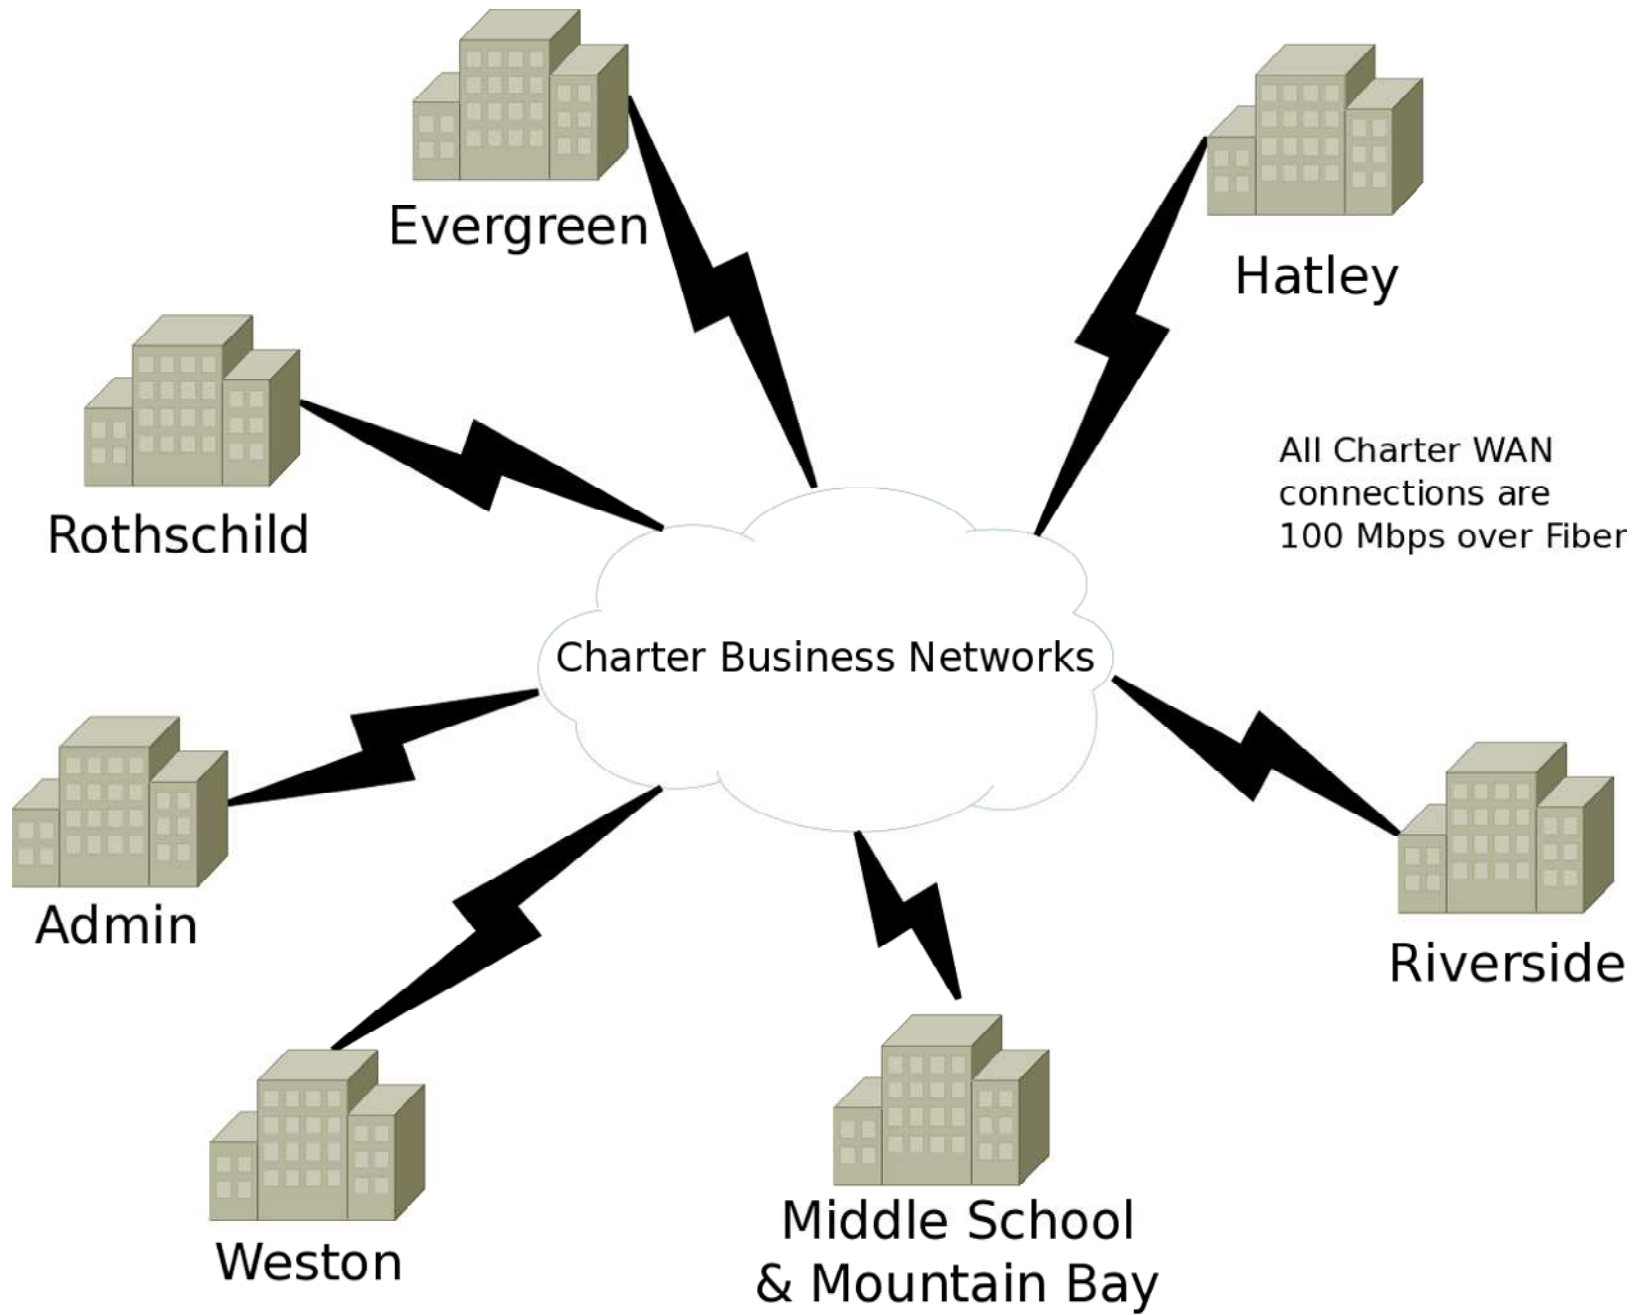 Evergreen
Hatley
All Charter WAN
connections are
100 Mbps over Fiber
Rothschild
Charter Business Networks
Admin
Riverside
Weston
Middle School
& Mountain Bay